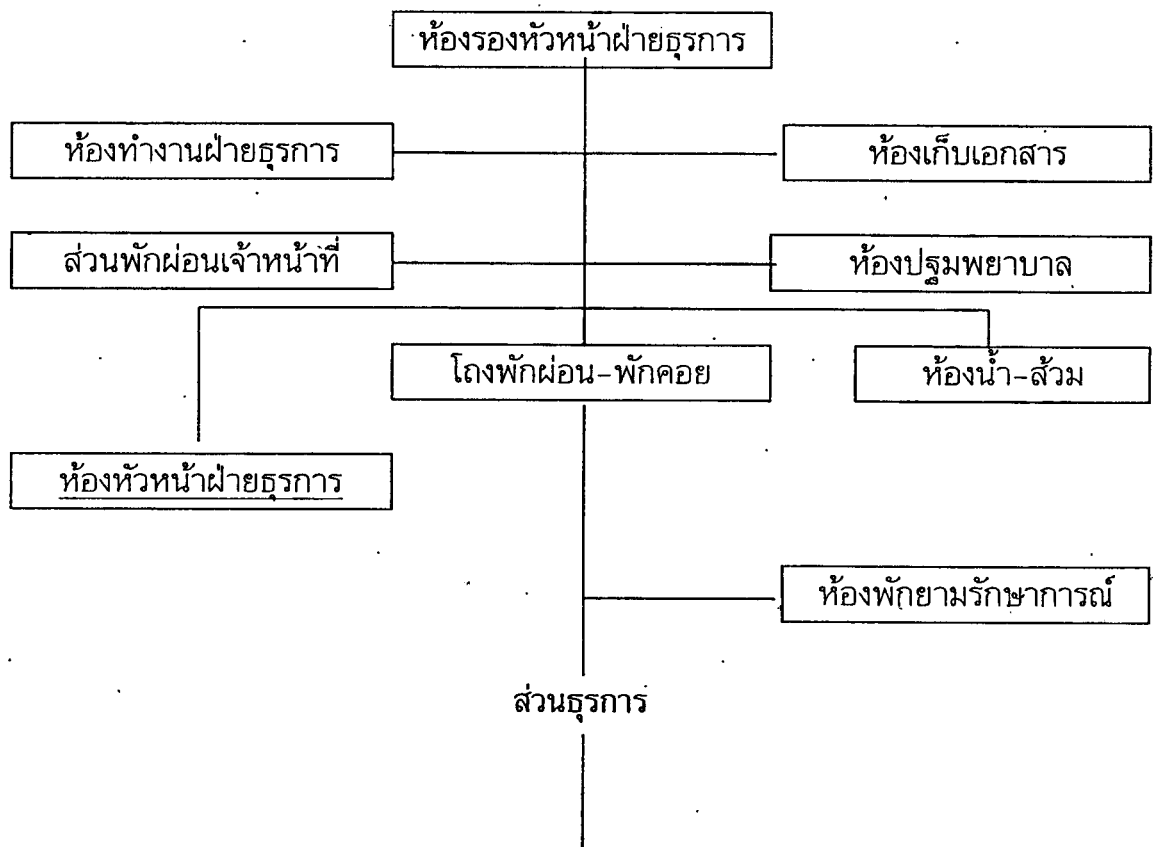 ห้องรองหัวหน้าฝ่ายธุรการ
ห้องทำงานฝ่ายธุรการ
ห้องเก็บเอกสาร
ส่วนพักผ่อนเจ้าหน้าที่
ห้องปฐมพยาบาล
โถงพักผ่อน-พักคอย
ห้องน้ำ-ส้วม
ห้องหัวหน้าฝ่ายธุรการ
ห้องพักยามรักษาการณ์
ส่วนธุรการ